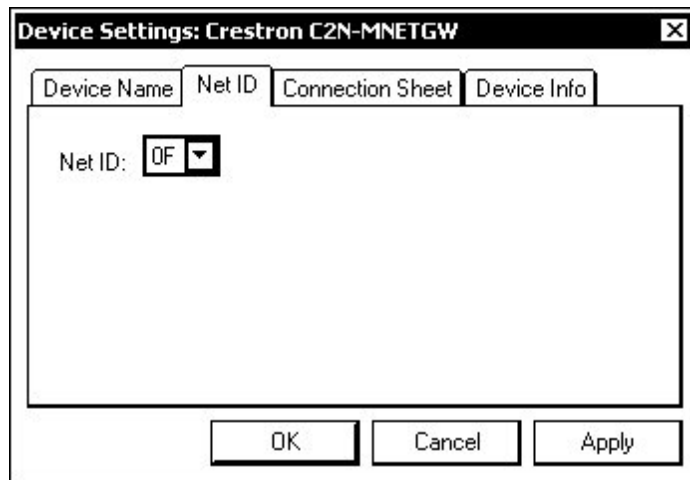 Device Settings: Crestron C2N-MNETGW
Device Name Net ID Connection Sheet Device Info
Net ID: 0F
OK Cancel Apply